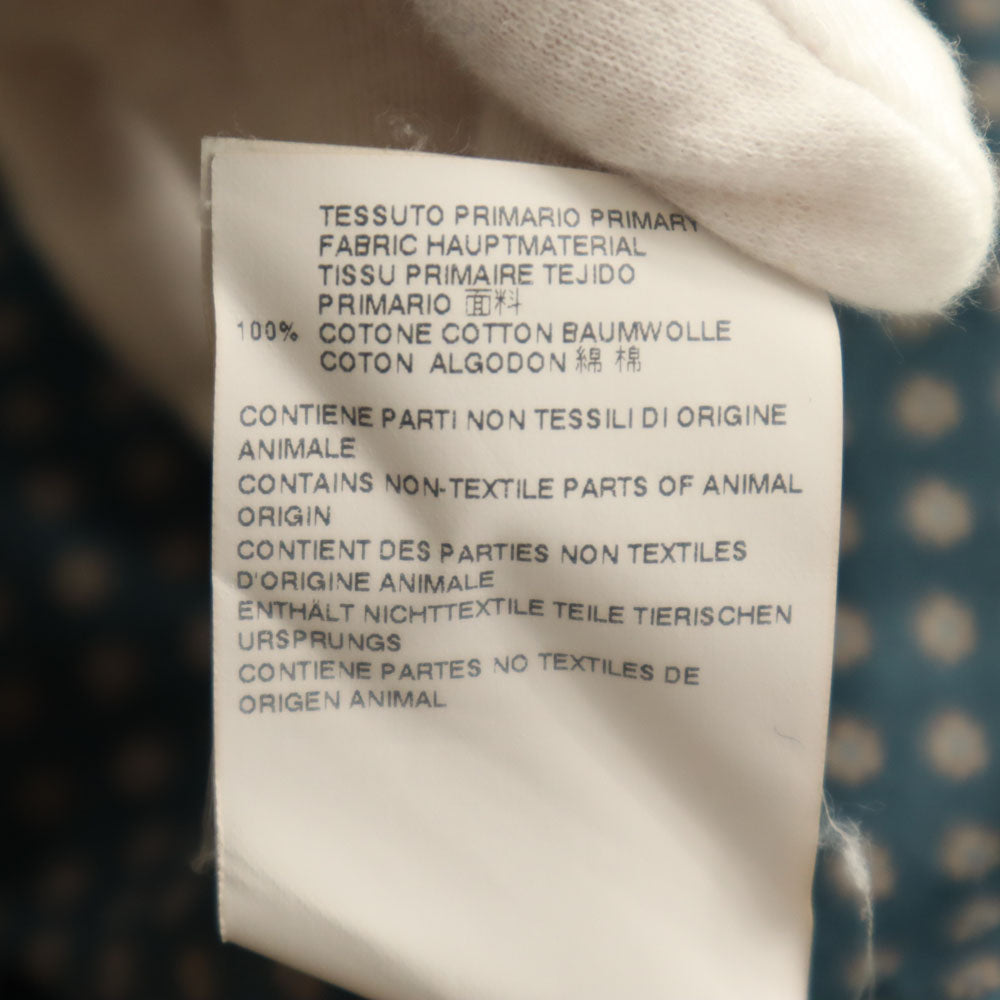 TESSUTO PRIMARIO PRIMARY
FABRIC HAUPTMATERIAL
TISSU PRIMAIRE TEJIDO
PRIMARIO 面料
100% COTONE COTTON BAUMWOLLE
COTON ALGODON 綿 棉
CONTIENE PARTI NON TESSILI DI ORIGINE
ANIMALE
CONTAINS NON-TEXTILE PARTS OF ANIMAL
ORIGIN
CONTIENT DES PARTIES NON TEXTILES
D'ORIGINE ANIMALE
ENTHÄLT NICHTTEXTILE TEILE TIERISCHEN
URSPRUNGS
CONTIENE PARTES NO TEXTILES DE
ORIGEN ANIMAL